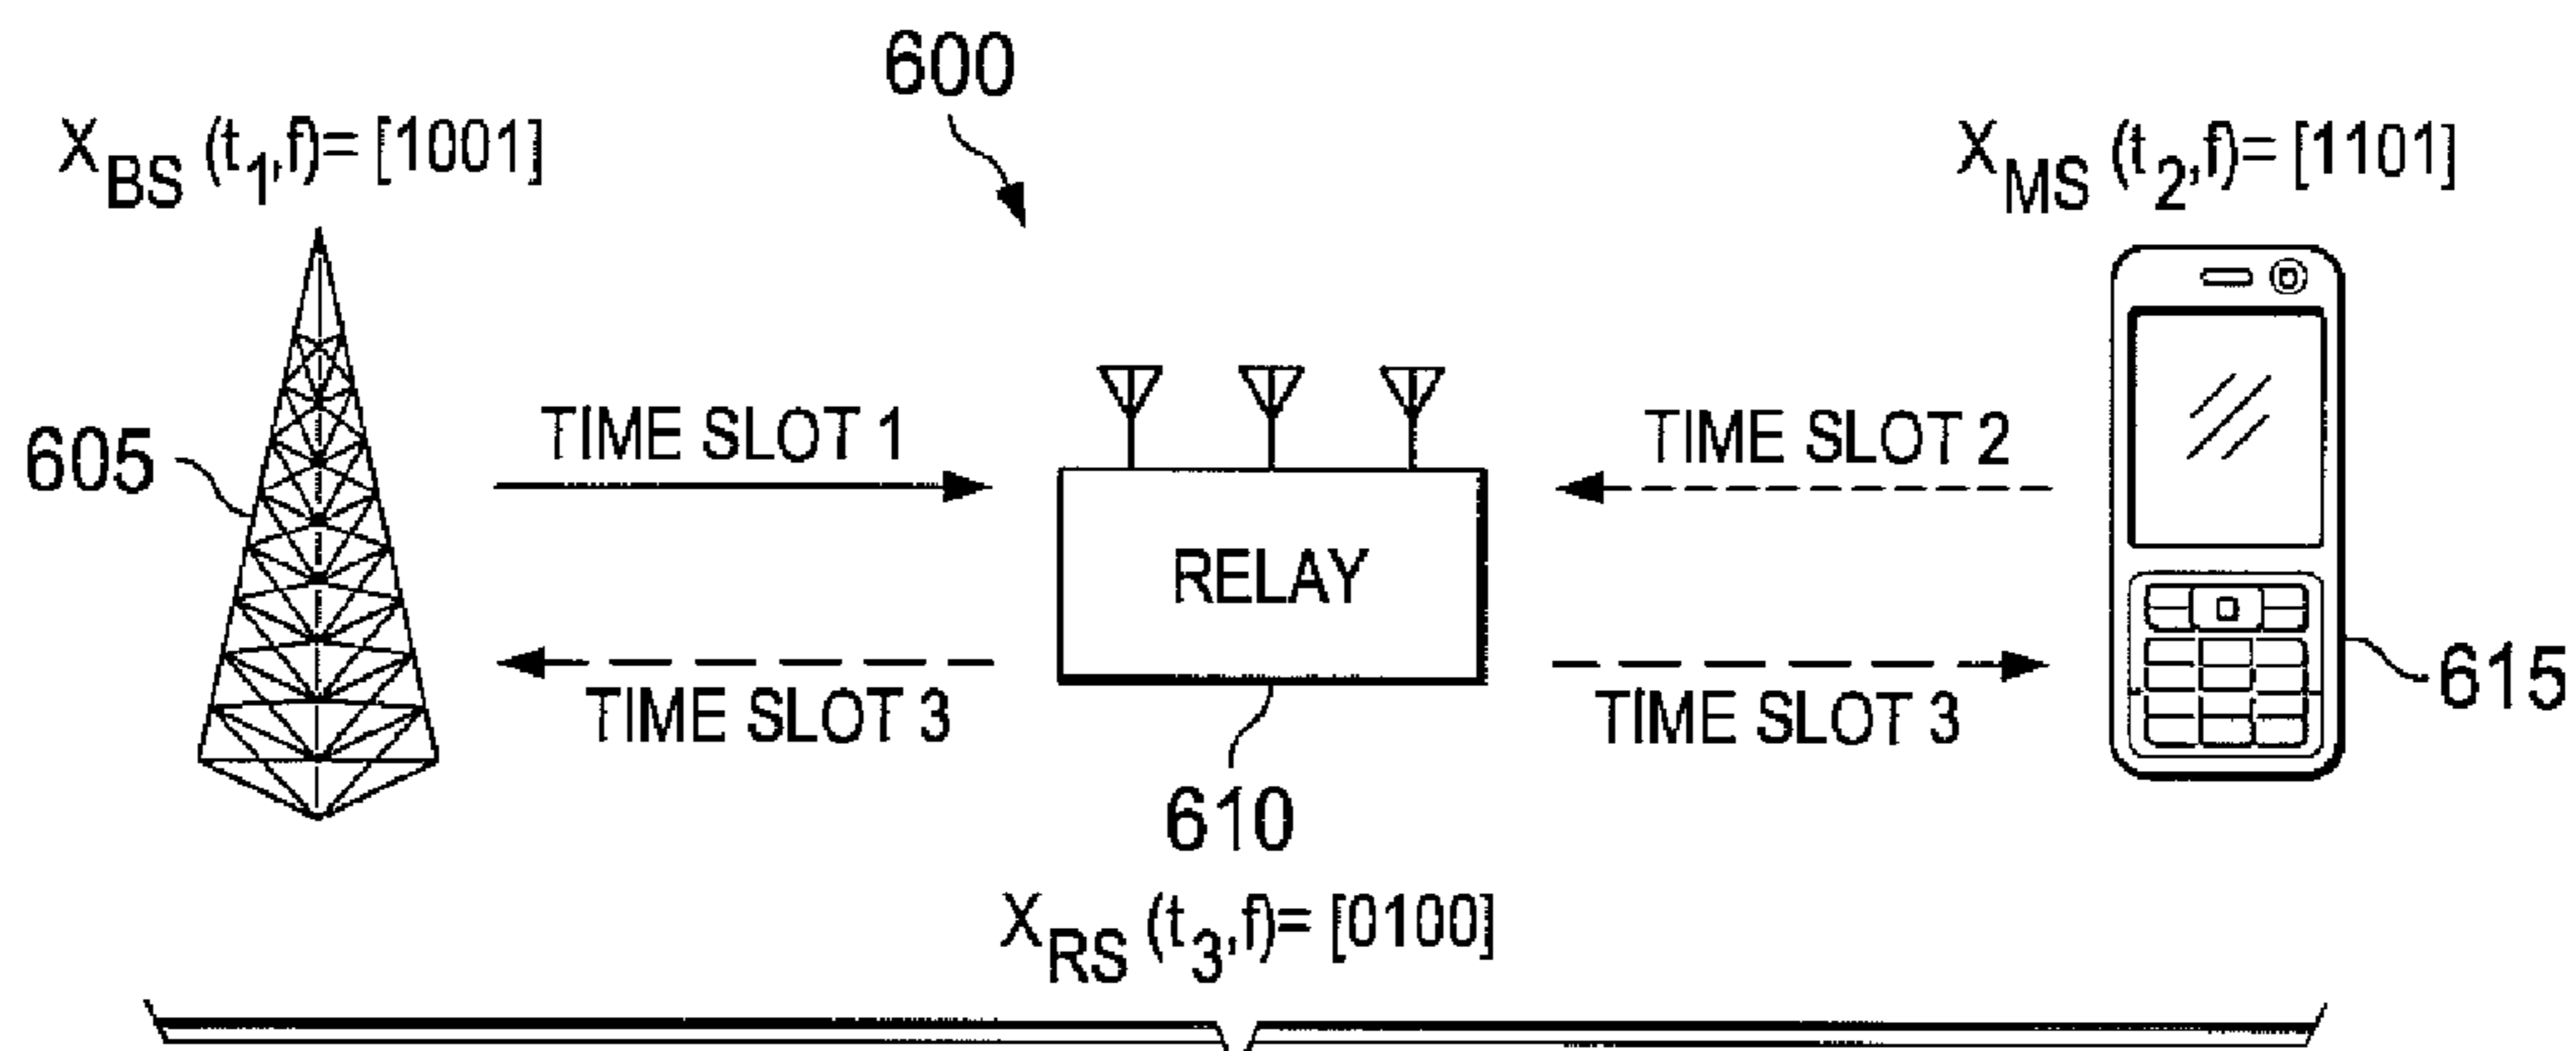 600
X_BS (t_1,f)= [1001]
X_MS (t_2,f)= [1101]
605
TIME SLOT 1
TIME SLOT 2
RELAY
TIME SLOT 3
TIME SLOT 3
615
610
X_RS (t_3,f)= [0100]